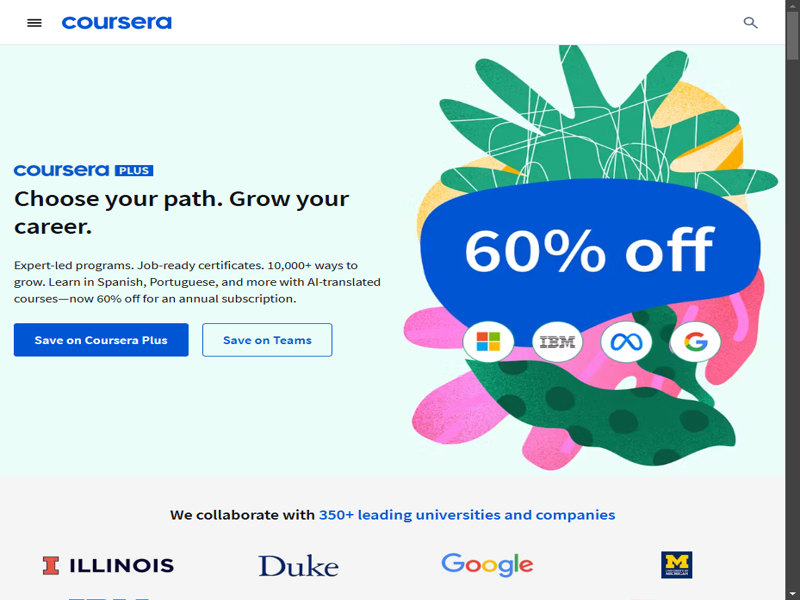 coursera
coursera PLUS
Choose your path. Grow your
career.
Expert-led programs. Job-ready certificates. 10,000+ ways to
grow. Learn in Spanish, Portuguese, and more with AI-translated
courses—now 60% off for an annual subscription.
Save on Coursera Plus
Save on Teams
60% off
IBM
We collaborate with 350+ leading universities and companies
I ILLINOIS
Duke
Google
M